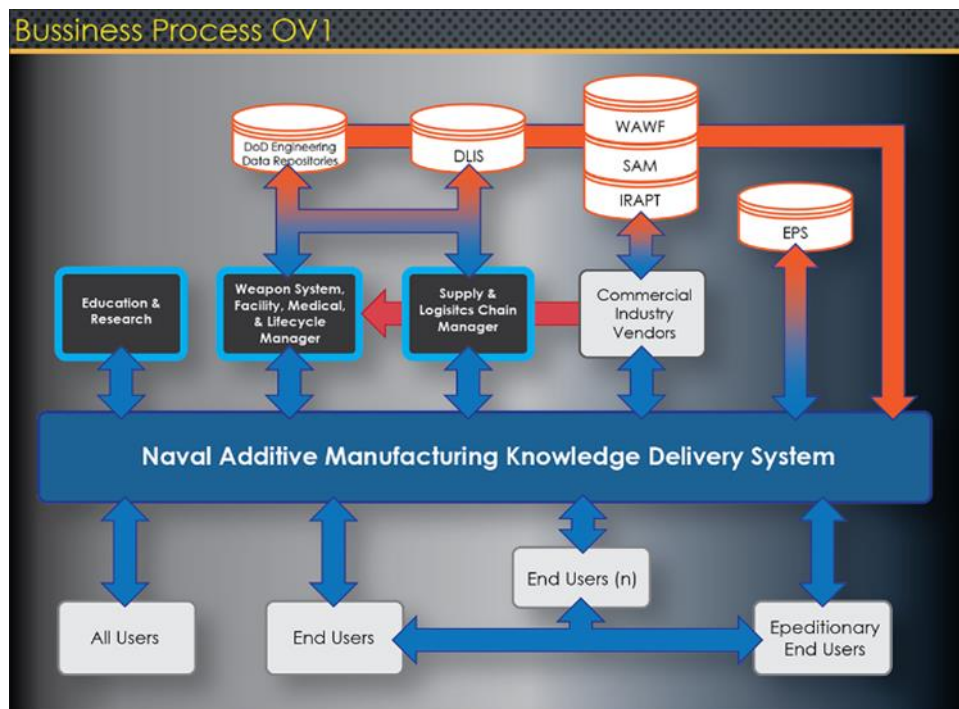 Bussiness Process OV1
DoD Engineering
Data Repositories
DLIS
WAWF
SAM
IRAPT
EPS
Education &
Research
Weapon System,
Facility, Medical,
& Lifecycle
Manager
Supply &
Logisitcs Chain
Manager
Commercial
Industry
Vendors
Naval Additive Manufacturing Knowledge Delivery System
End Users (n)
All Users
End Users
Epeditionary
End Users